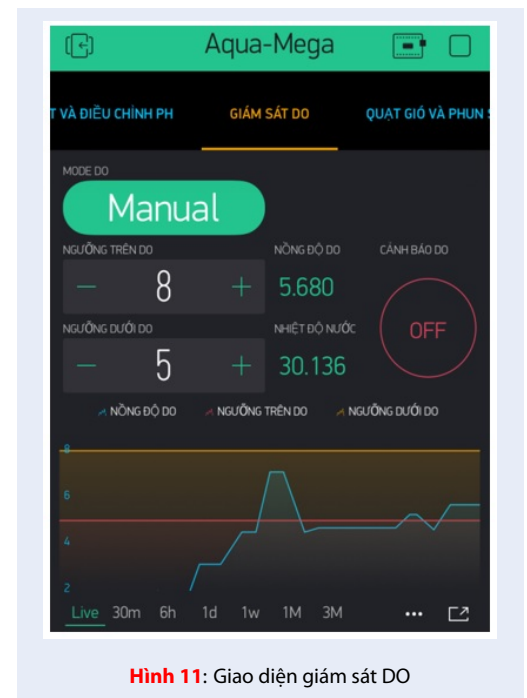 Aqua-Mega
T VÀ ĐIỀU CHỈNH PH GIÁM SÁT DO QUẠT GIÓ VÀ PHUN
MODE DO
Manual
NGƯỠNG TRÊN DO NỒNG ĐỘ DO CẢNH BÁO DO
− 8 + 5.680
NGƯỠNG DƯỚI DO NHIỆT ĐỘ NƯỚC OFF
− 5 + 30.136
NỒNG ĐỘ DO NGƯỠNG TRÊN DO NGƯỠNG DƯỚI DO
8
6
4
2
Live 30m 6h 1d 1w 1M 3M ...
Hình 11: Giao diện giám sát DO